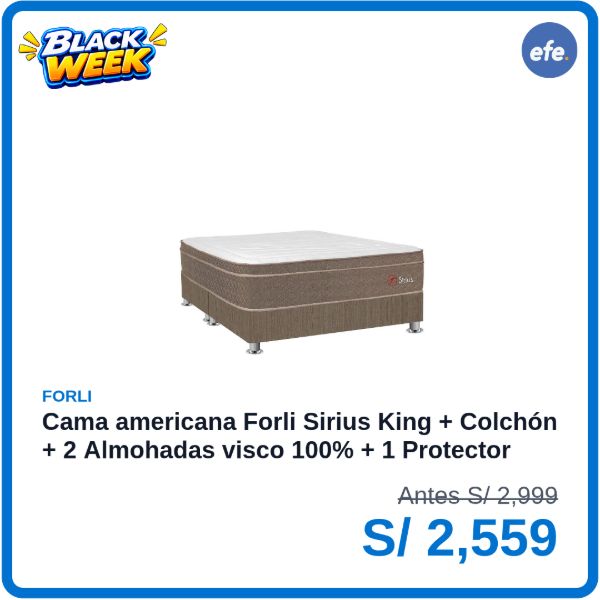 BLACK
WEEK
efe.
Sirius
FORLI
Cama americana Forli Sirius King + Colchón
+ 2 Almohadas visco 100% + 1 Protector
Antes S/ 2,999
S/ 2,559